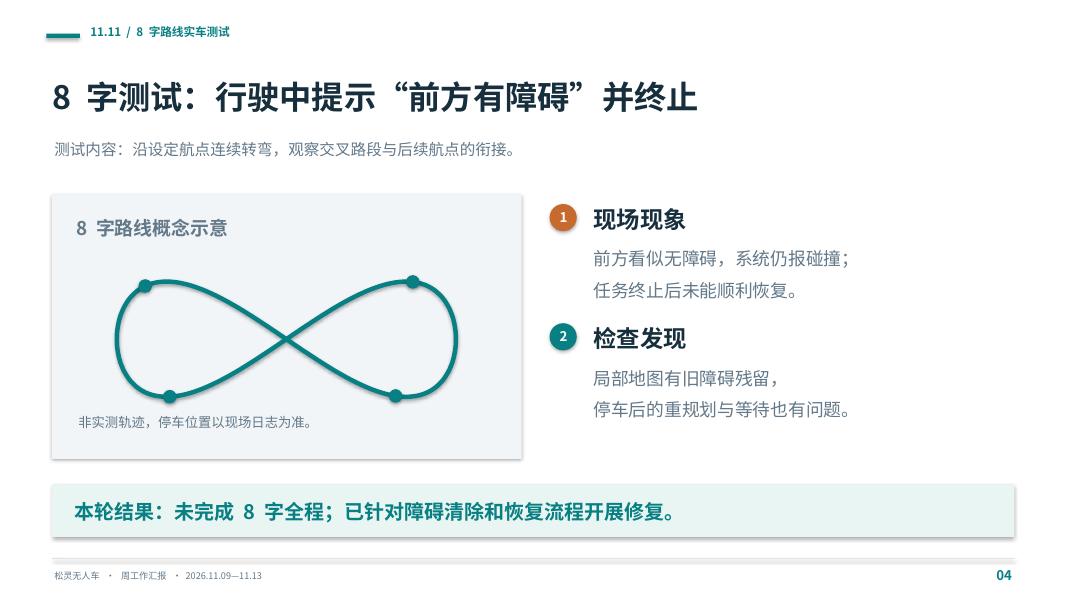 11.11 / 8 字路线实车测试
8 字测试：行驶中提示“前方有障碍”并终止
测试内容：沿设定航点连续转弯，观察交叉路段与后续航点的衔接。
8 字路线概念示意
非实测轨迹，停车位置以现场日志为准。
1 现场现象
前方看似无障碍，系统仍报碰撞；
任务终止后未能顺利恢复。
2 检查发现
局部地图有旧障碍残留，
停车后的重规划与等待也有问题。
本轮结果：未完成 8 字全程；已针对障碍清除和恢复流程开展修复。
松灵无人车 · 周工作汇报 · 2026.11.09—11.13
04